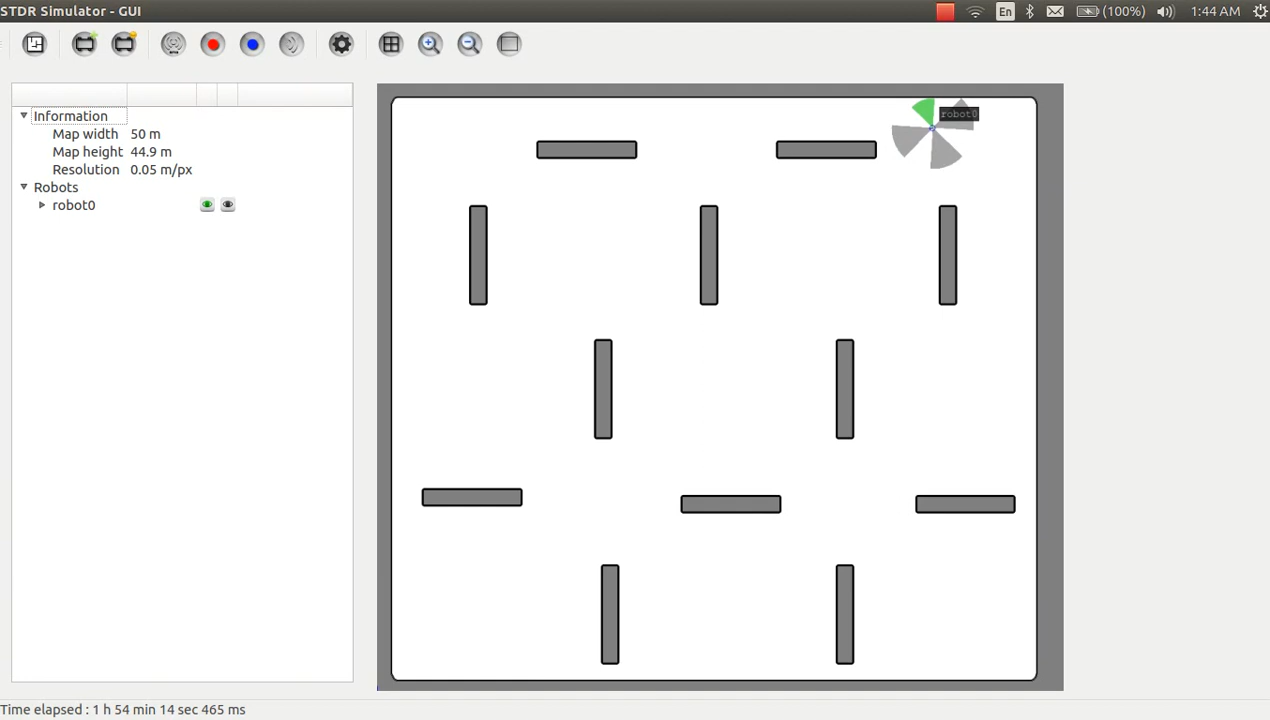 STDR Simulator - GUI
En
(100%)
1:44 AM
robot0
Information
Map width 50 m
Map height 44.9 m
Resolution 0.05 m/px
Robots
robot0
Time elapsed : 1 h 54 min 14 sec 465 ms